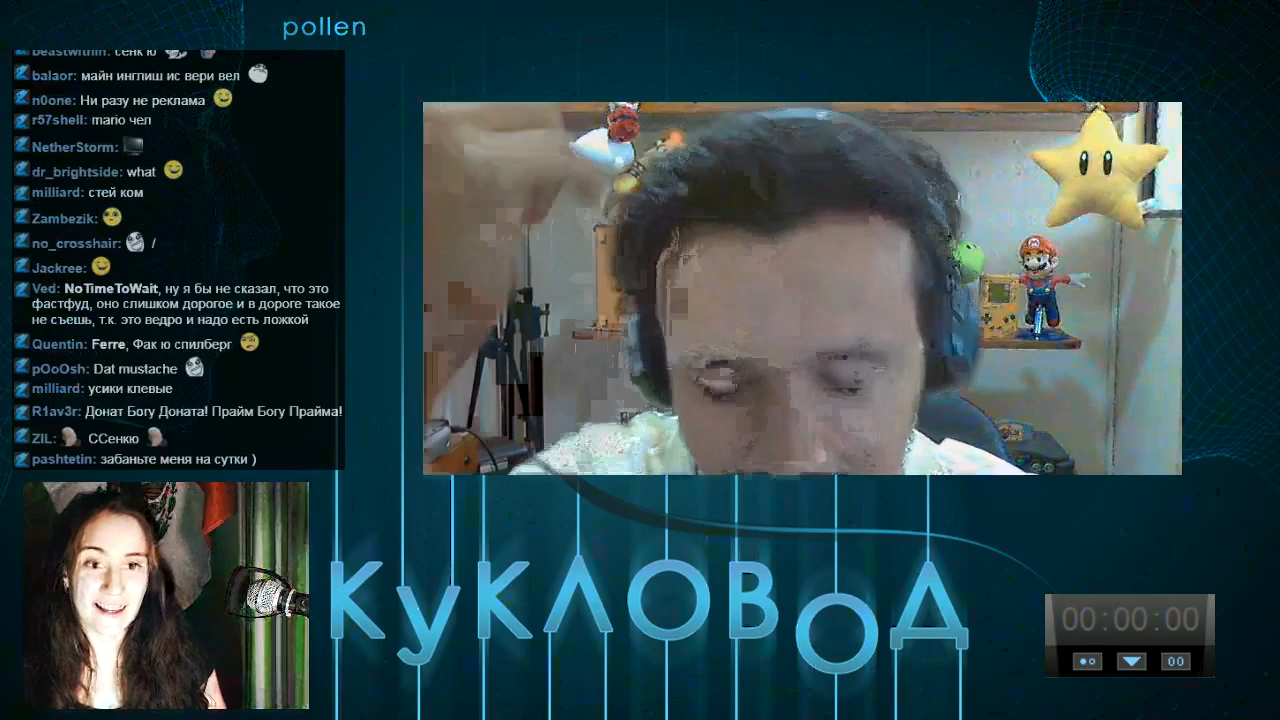 pollen
beastwithin: сенк ю
balaor: майн инглиш ис вери вел
n0one: Ни разу не реклама
r57shell: mario чел
NetherStorm:
dr_brightside: what
milliard: стей ком
Zambezik:
no_crosshair: /
Jackree:
Ved: NoTimeToWait, ну я бы не сказал, что это
фастфуд, оно слишком дорогое и в дороге такое
не съешь, т.к. это ведро и надо есть ложкой
Quentin: Ferre, Фак ю спилберг
pOoOsh: Dat mustache
milliard: усики клевые
R1av3r: Донат Богу Доната! Прайм Богу Прайма!
ZIL: ССенкю
pashtetin: забаньте меня на сутки )
КуКЛОВОД
00:00:00
00